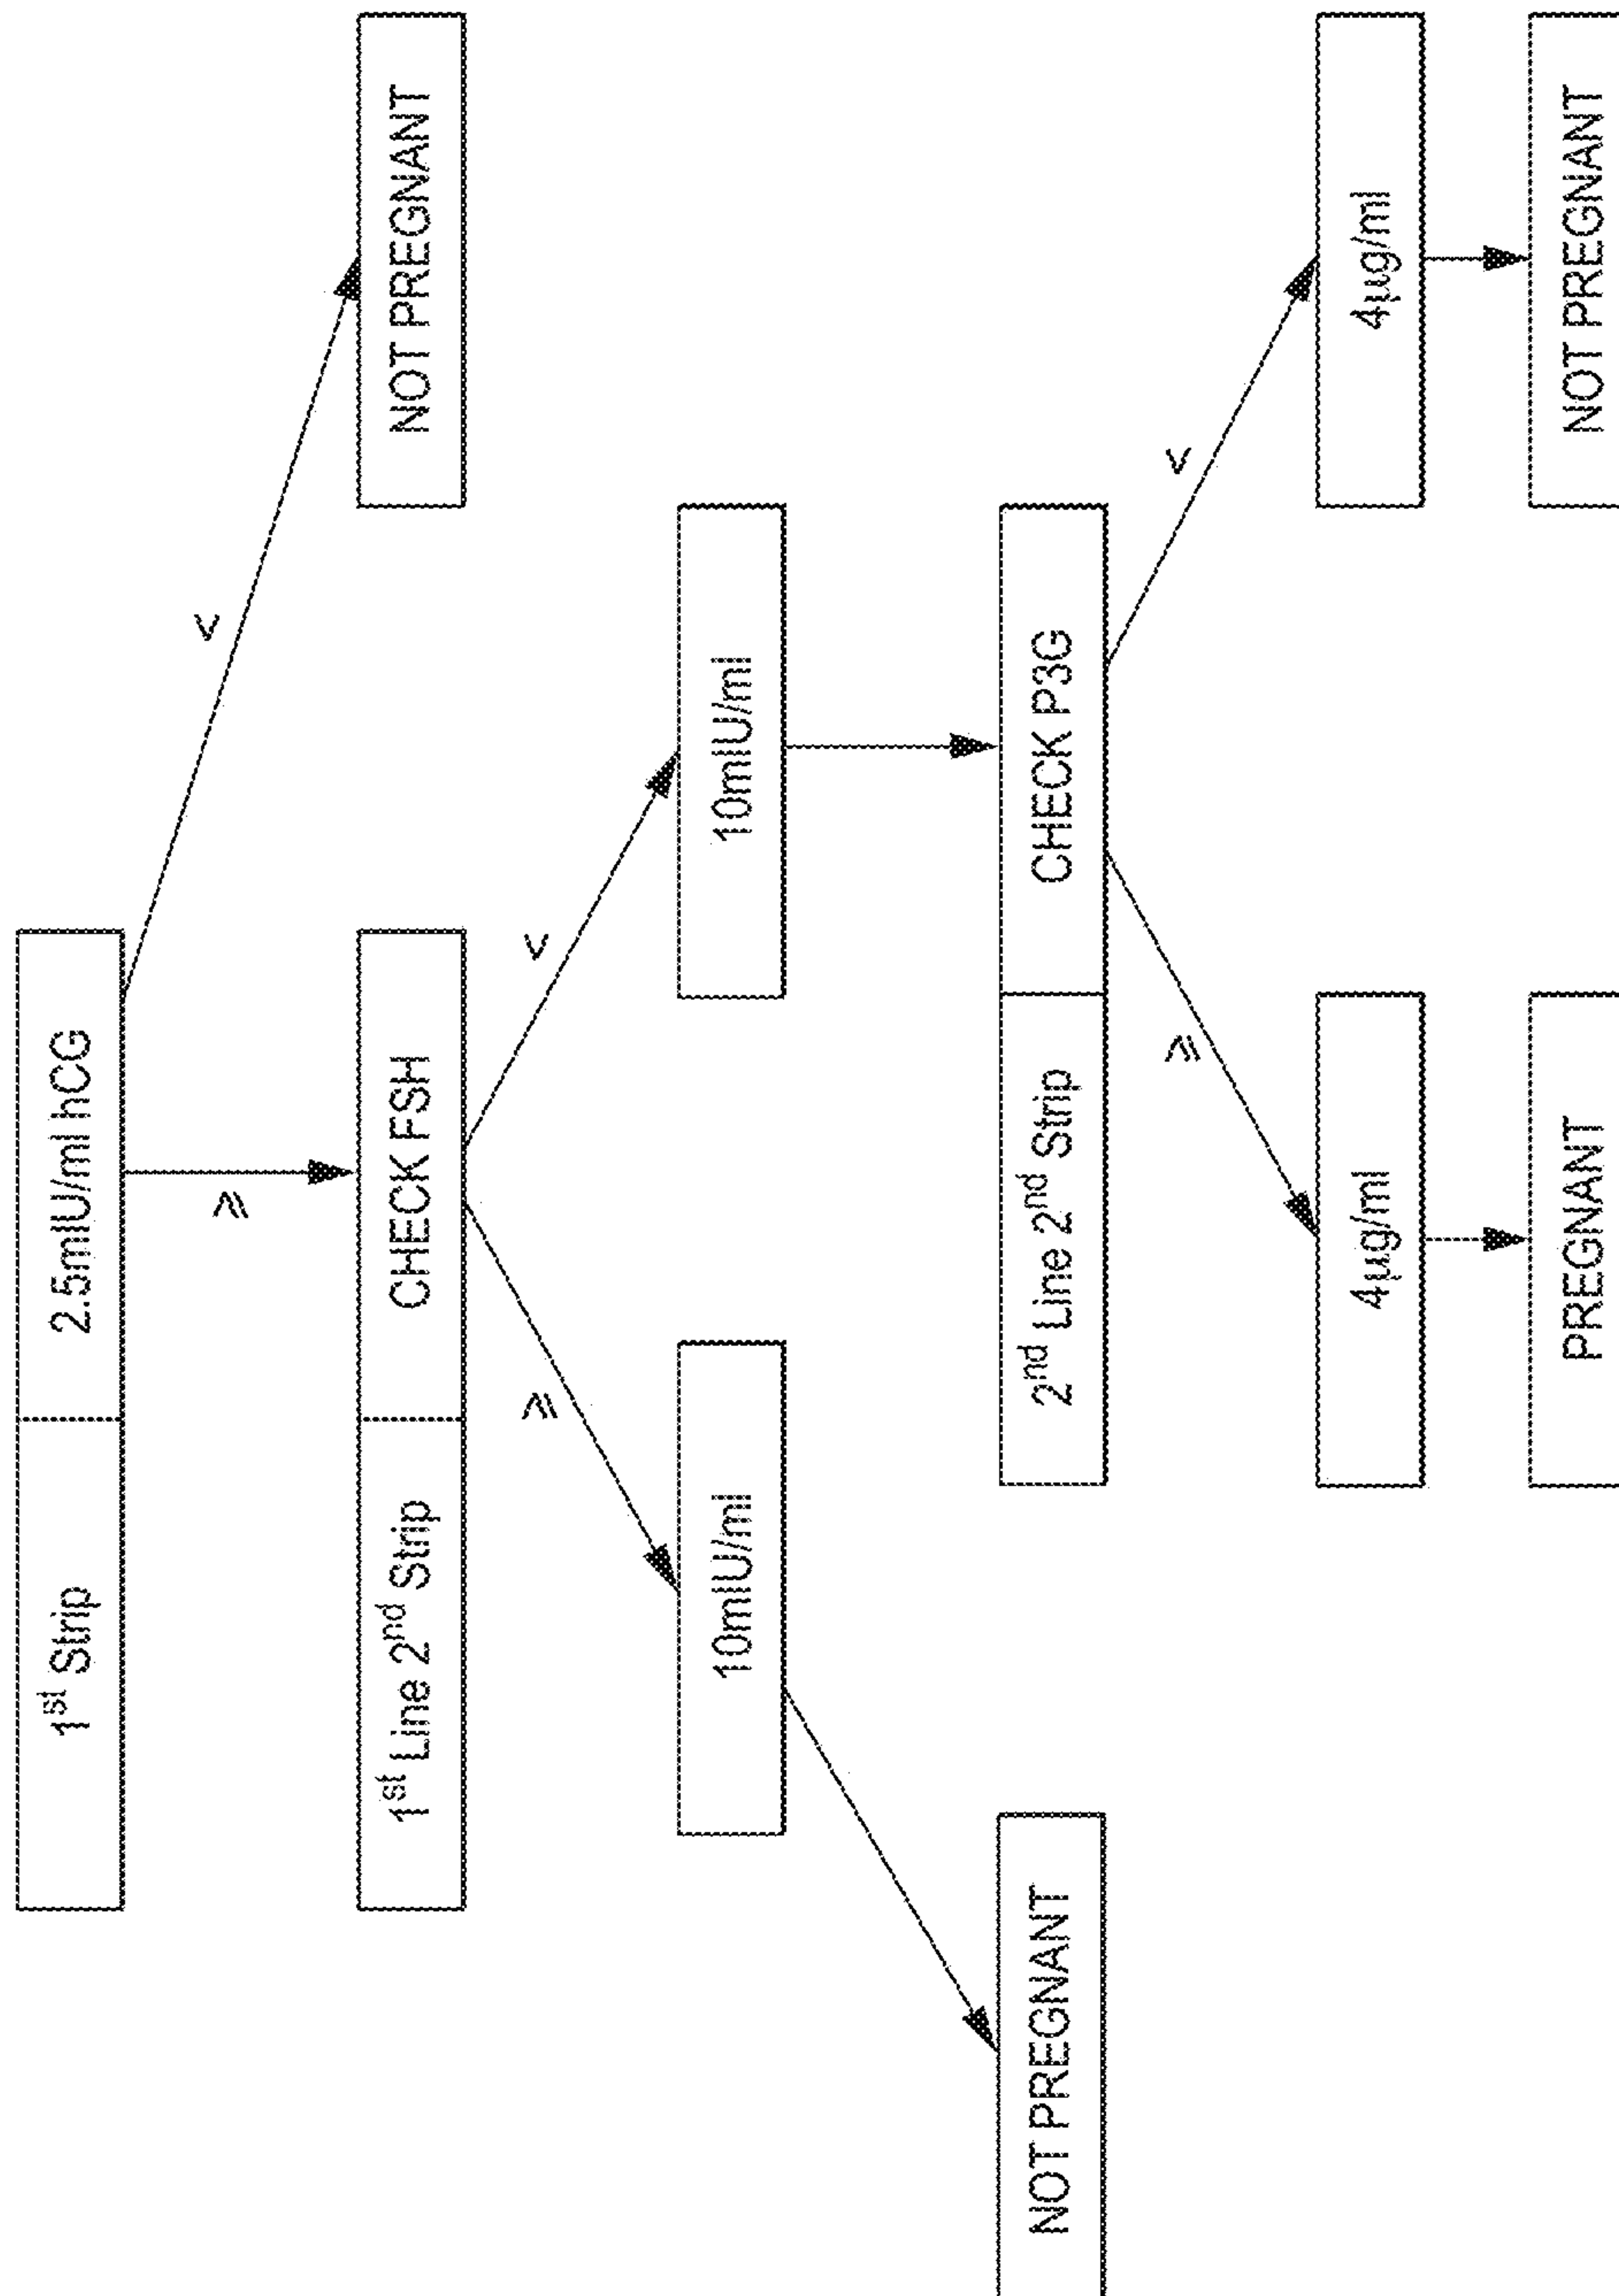 1st Strip 2.5mIU/ml hCG
<
⩾
1st Line 2nd Strip CHECK FSH
NOT PREGNANT
⩾
<
10mIU/ml
10mIU/ml
NOT PREGNANT
2nd Line 2nd Strip CHECK P3G
⩾
<
4µg/ml
4µg/ml
PREGNANT
NOT PREGNANT